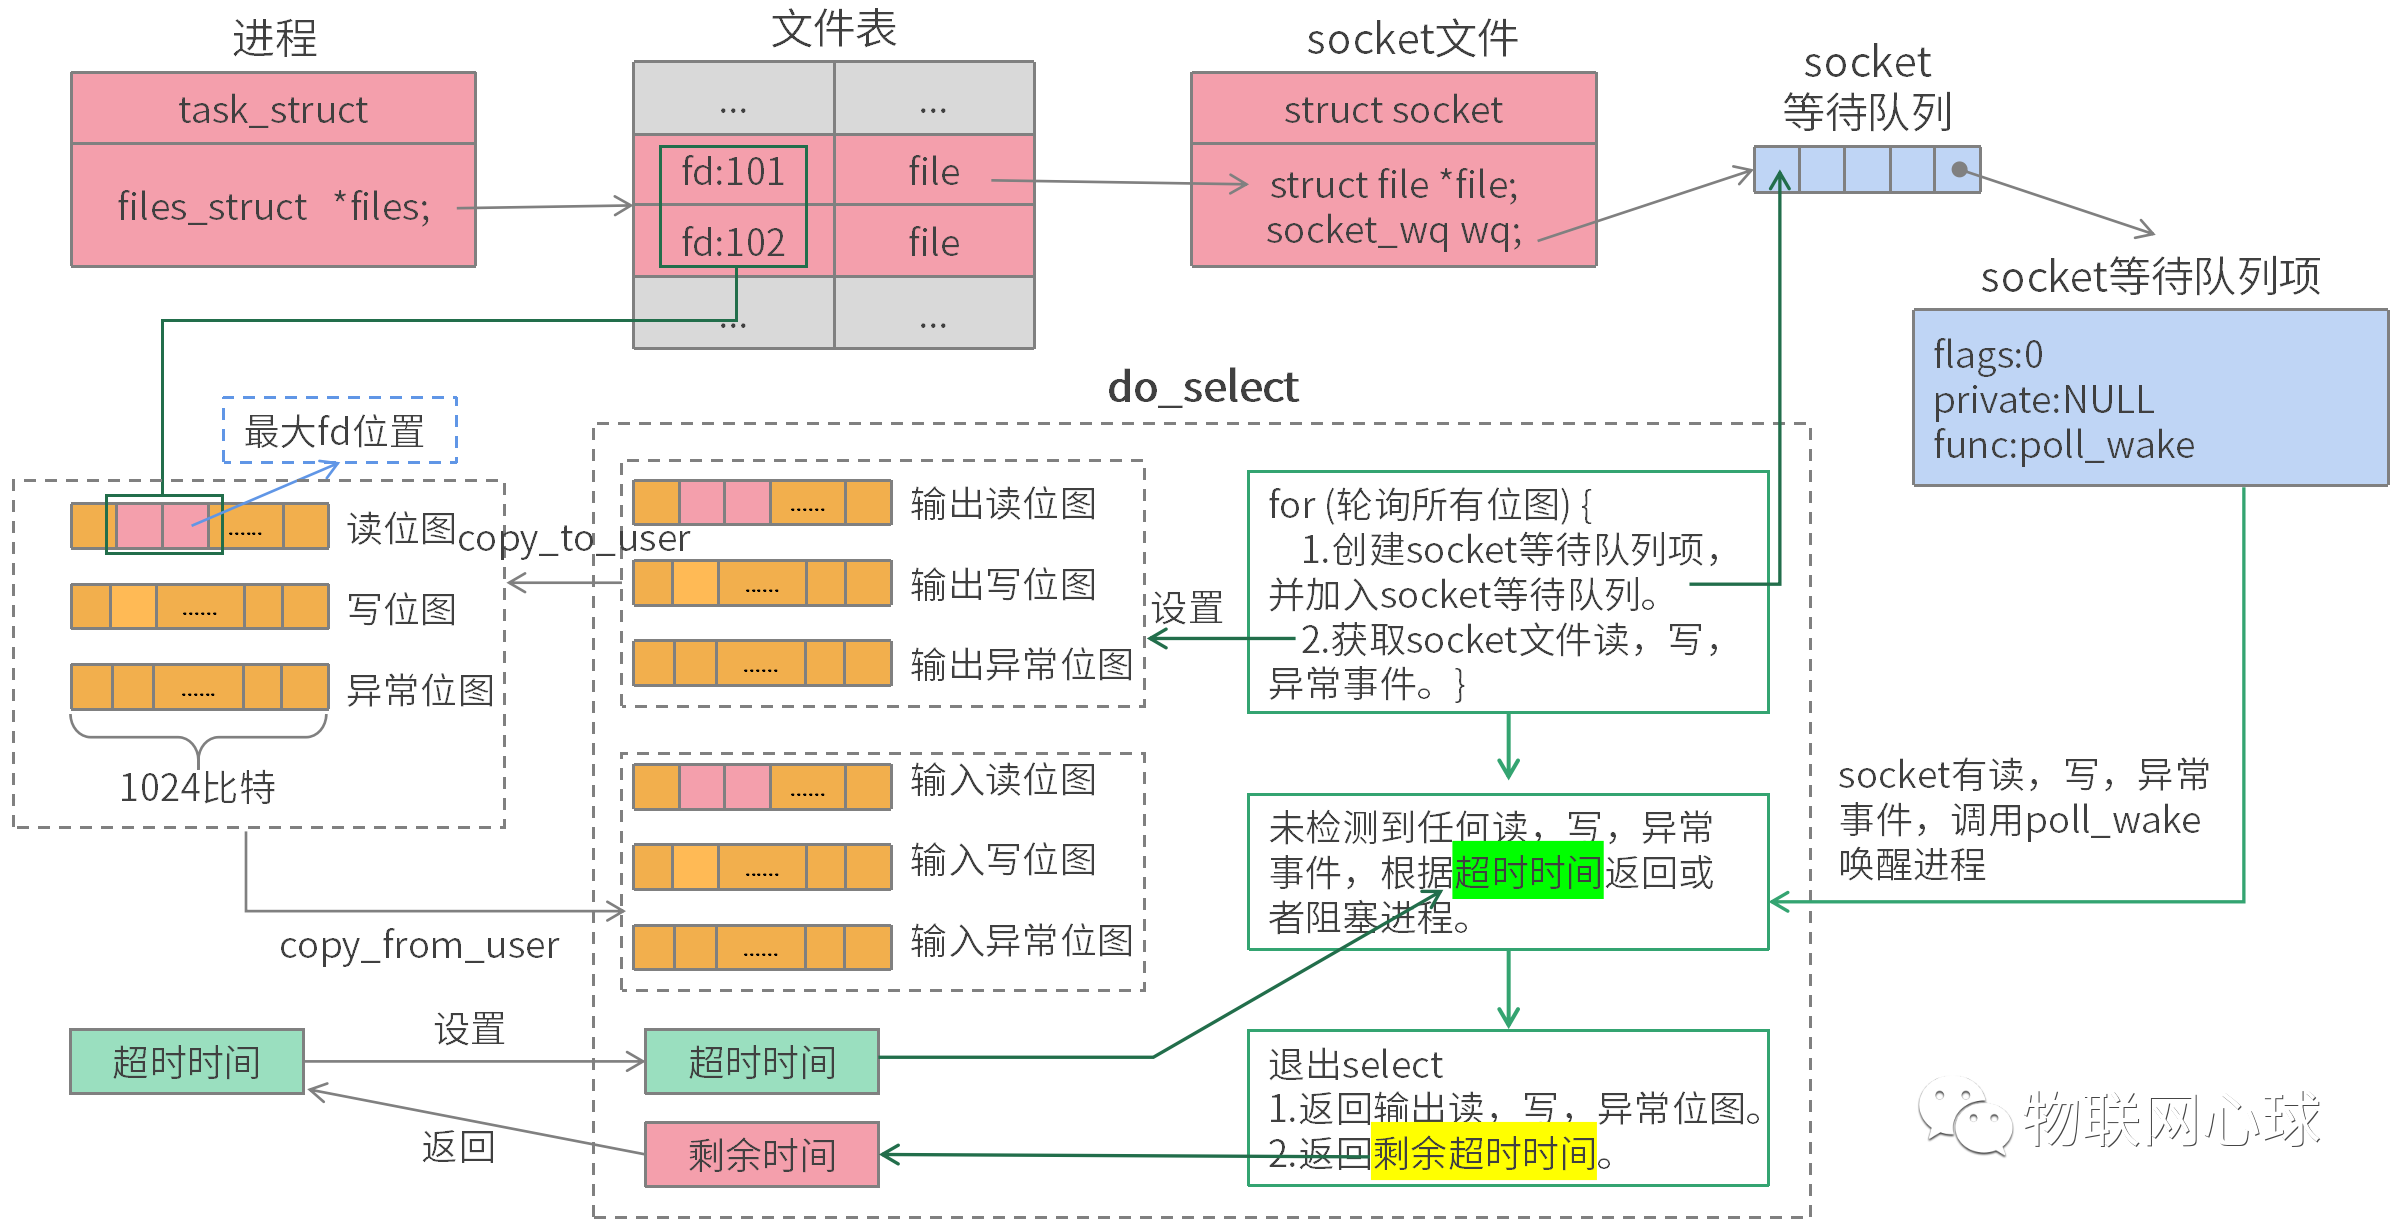 进程
task_struct
files_struct *files;
文件表
... ...
fd:101 file
fd:102 file
... ...
socket文件
struct socket
struct file *file;
socket_wq wq;
socket
等待队列
socket等待队列项
flags:0
private:NULL
func:poll_wake
最大fd位置
...... 读位图
...... 写位图
...... 异常位图
1024比特
copy_to_user
copy_from_user
do_select
...... 输出读位图
...... 输出写位图
...... 输出异常位图
设置
...... 输入读位图
...... 输入写位图
...... 输入异常位图
for (轮询所有位图) {
1.创建socket等待队列项，
并加入socket等待队列。
2.获取socket文件读，写，
异常事件。}
未检测到任何读，写，异常
事件，根据超时时间返回或
者阻塞进程。
socket有读，写，异常
事件，调用poll_wake
唤醒进程
超时时间
设置
超时时间
返回
剩余时间
退出select
1.返回输出读，写，异常位图。
2.返回剩余超时时间。
物联网心球